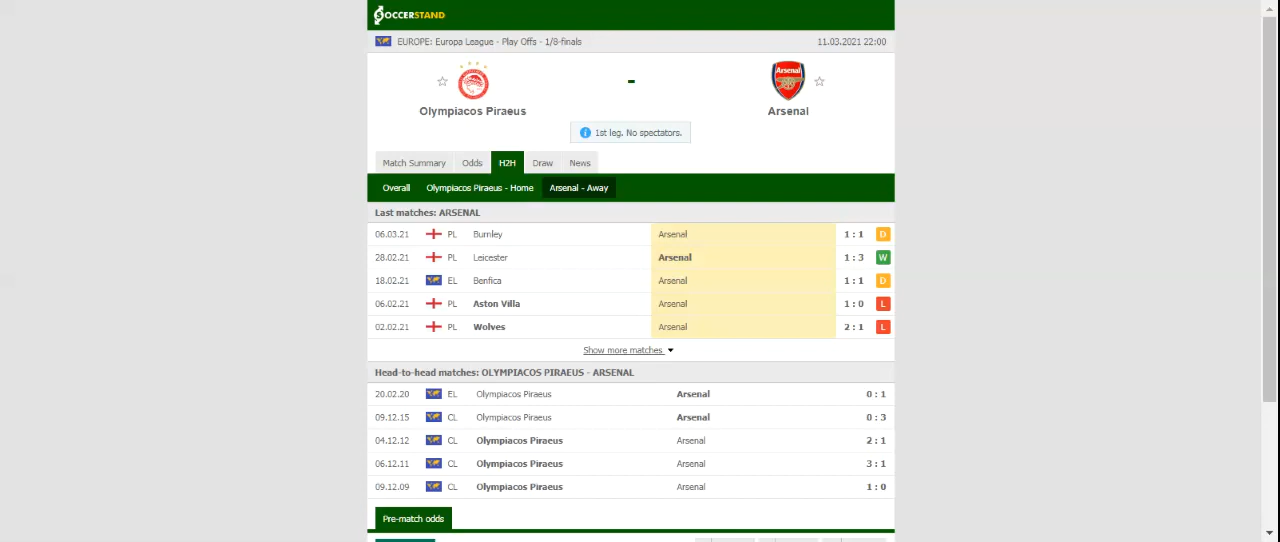 SOCCERSTAND
EUROPE: Europa League - Play Offs - 1/8-finals 11.03.2021 22:00
Arsenal
-
Olympiacos Piraeus Arsenal
1st leg. No spectators.
Match Summary Odds H2H Draw News
Overall Olympiacos Piraeus - Home Arsenal - Away
Last matches: ARSENAL
06.03.21 PL Burnley Arsenal 1 : 1 D
28.02.21 PL Leicester Arsenal 1 : 3 W
18.02.21 EL Benfica Arsenal 1 : 1 D
06.02.21 PL Aston Villa Arsenal 1 : 0 L
02.02.21 PL Wolves Arsenal 2 : 1 L
Show more matches
Head-to-head matches: OLYMPIACOS PIRAEUS - ARSENAL
20.02.20 EL Olympiacos Piraeus Arsenal 0 : 1
09.12.15 CL Olympiacos Piraeus Arsenal 0 : 3
04.12.12 CL Olympiacos Piraeus Arsenal 2 : 1
06.12.11 CL Olympiacos Piraeus Arsenal 3 : 1
09.12.09 CL Olympiacos Piraeus Arsenal 1 : 0
Pre-match odds